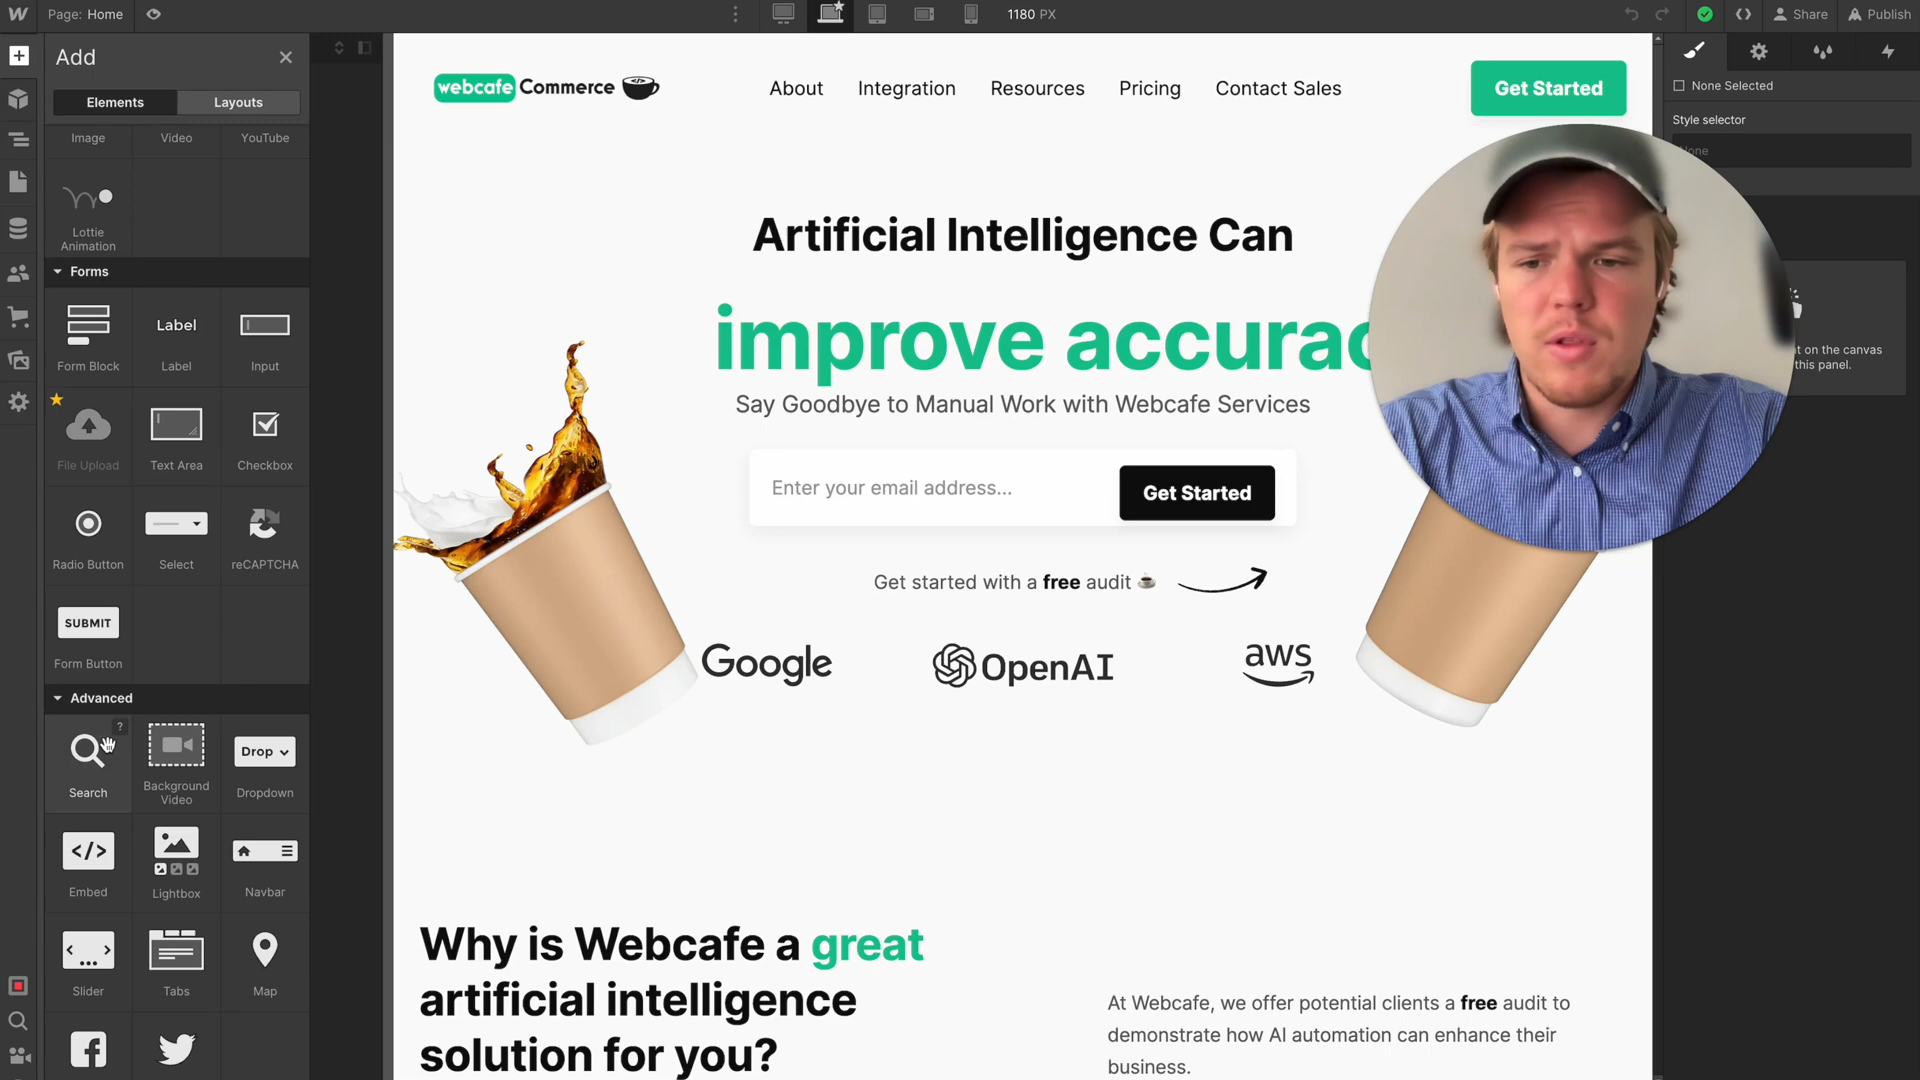 Page: Home
1180 PX
Share
Publish
Add
Elements
Layouts
Image
Video
YouTube
Lottie
Animation
Forms
Label
Form Block
Label
Input
File Upload
Text Area
Checkbox
Radio Button
Select
reCAPTCHA
SUBMIT
Form Button
Advanced
?
Drop
Search
Background
Video
Dropdown
Embed
Lightbox
Navbar
Slider
Tabs
Map
webcafe Commerce
About
Integration
Resources
Pricing
Contact Sales
Get Started
Artificial Intelligence Can
improve accurac
Say Goodbye to Manual Work with Webcafe Services
Enter your email address...
Get Started
Get started with a free audit ☕
Google
OpenAI
aws
Why is Webcafe a great
artificial intelligence
solution for you?
At Webcafe, we offer potential clients a free audit to
demonstrate how AI automation can enhance their
business.
None Selected
Style selector
None
on the canvas
this panel.